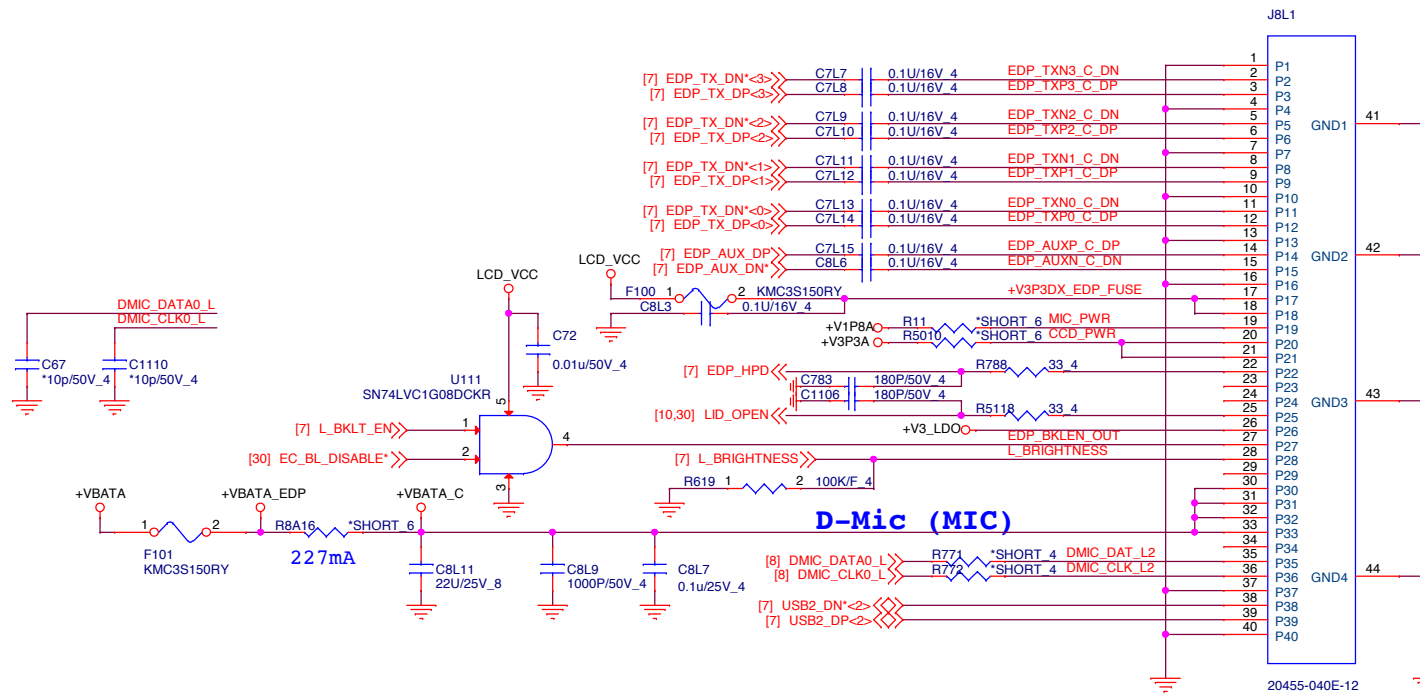 J8L1
[7] EDP_TX_DN*<3> C7L7 0.1U/16V_4 EDP_TXN3_C_DN
[7] EDP_TX_DP<3> C7L8 0.1U/16V_4 EDP_TXP3_C_DP
[7] EDP_TX_DN*<2> C7L9 0.1U/16V_4 EDP_TXN2_C_DN
[7] EDP_TX_DP<2> C7L10 0.1U/16V_4 EDP_TXP2_C_DP
[7] EDP_TX_DN*<1> C7L11 0.1U/16V_4 EDP_TXN1_C_DN
[7] EDP_TX_DP<1> C7L12 0.1U/16V_4 EDP_TXP1_C_DP
[7] EDP_TX_DN*<0> C7L13 0.1U/16V_4 EDP_TXN0_C_DN
[7] EDP_TX_DP<0> C7L14 0.1U/16V_4 EDP_TXP0_C_DP
[7] EDP_AUX_DP C7L15 0.1U/16V_4 EDP_AUXP_C_DP
[7] EDP_AUX_DN* C8L6 0.1U/16V_4 EDP_AUXN_C_DN
LCD_VCC
F100 1 2 KMC3S150RY +V3P3DX_EDP_FUSE
C8L3 0.1U/16V_4
+V1P8A R11 *SHORT_6 MIC_PWR
+V3P3A R5010 *SHORT_6 CCD_PWR
[7] EDP_HPD R788 33_4
C783 180P/50V_4
C1106 180P/50V_4
[10,30] LID_OPEN R5118 33_4
+V3_LDO
EDP_BKLEN_OUT
[7] L_BRIGHTNESS L_BRIGHTNESS
R619 1 2 100K/F_4
D-Mic (MIC)
[8] DMIC_DATA0_L R771 *SHORT_4 DMIC_DAT_L2
[8] DMIC_CLK0_L R772 *SHORT_4 DMIC_CLK_L2
[7] USB2_DN*<2>
[7] USB2_DP<2>
DMIC_DATA0_L
DMIC_CLK0_L
C67
*10p/50V_4
C1110
*10p/50V_4
LCD_VCC
C72
0.01u/50V_4
U111
SN74LVC1G08DCKR
5
[7] L_BKLT_EN 1
4
[30] EC_BL_DISABLE* 2
3
+VBATA +VBATA_EDP +VBATA_C
1 2 R8A16 *SHORT_6
F101
KMC3S150RY
227mA
C8L11
22U/25V_8
C8L9
1000P/50V_4
C8L7
0.1u/25V_4
1 P1
2 P2
3 P3
4 P4
5 P5
6 P6
7 P7
8 P8
9 P9
10 P10
11 P11
12 P12
13 P13
14 P14
15 P15
16 P16
17 P17
18 P18
19 P19
20 P20
21 P21
22 P22
23 P23
24 P24
25 P25
26 P26
27 P27
28 P28
29 P29
30 P30
31 P31
32 P32
33 P33
34 P34
35 P35
36 P36
37 P37
38 P38
39 P39
40 P40
GND1 41
GND2 42
GND3 43
GND4 44
20455-040E-12